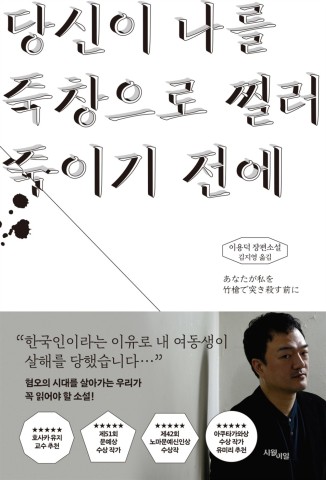 당신이 나를
죽창으로 찔러
죽이기 전에
이용덕 장편소설
김지영 옮김
あなたが私を
竹槍で突き殺す前に
“한국인이라는 이유로 내 여동생이
살해를 당했습니다…”
혐오의 시대를 살아가는 우리가
꼭 읽어야 할 소설!
★★★★★
호사카 유지
교수 추천
★★★★★
제51회
문예상
수상 작가
★★★★★
제42회
노마문예신인상
수상작
★★★★★
아쿠타가와상
수상 작가
유미리 추천
시월이일